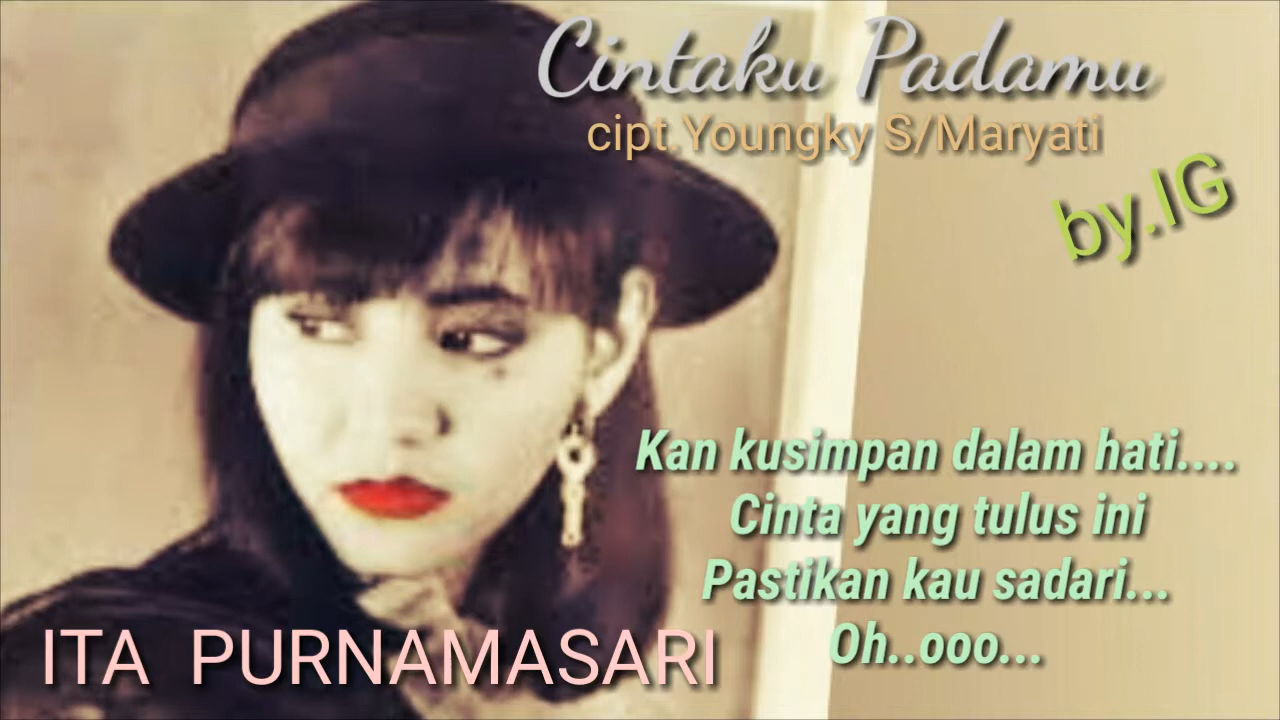 Cintaku Padamu
cipt.Youngky S/Maryati
by.IG
Kan kusimpan dalam hati....
Cinta yang tulus ini
Pastikan kau sadari...
Oh..ooo...
ITA PURNAMASARI